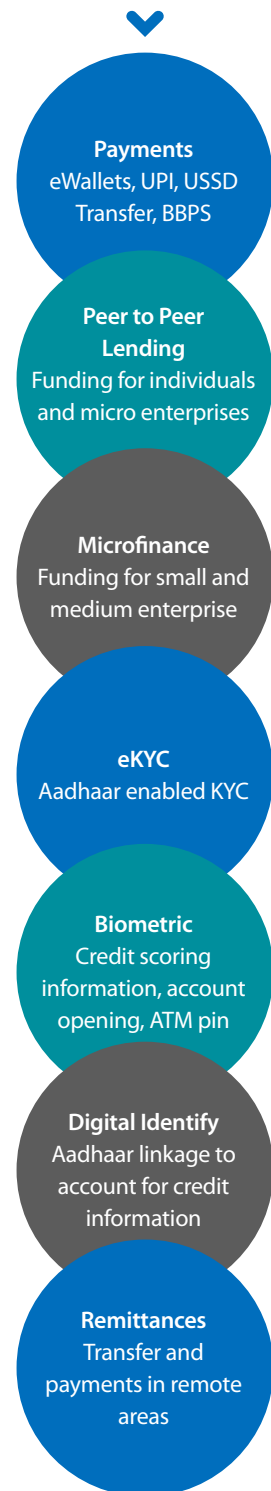 Payments
eWallets, UPI, USSD
Transfer, BBPS
Peer to Peer
Lending
Funding for individuals
and micro enterprises
Microfinance
Funding for small and
medium enterprise
eKYC
Aadhaar enabled KYC
Biometric
Credit scoring
information, account
opening, ATM pin
Digital Identify
Aadhaar linkage to
account for credit
information
Remittances
Transfer and
payments in remote
areas